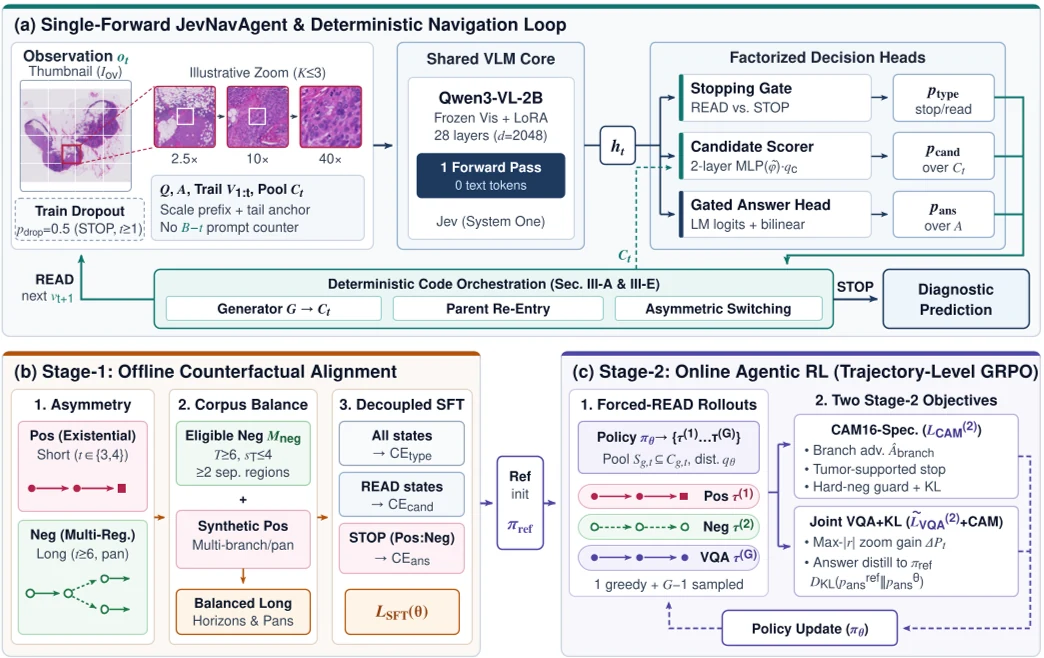 (a) Single-Forward JevNavAgent & Deterministic Navigation Loop
Observation oₜ
Thumbnail (I_ov)
Illustrative Zoom (K≤3)
2.5×
10×
40×
Q, A, Trail V₁:ₜ, Pool Cₜ
Scale prefix + tail anchor
No B−t prompt counter
Train Dropout
p_drop=0.5 (STOP, t≥1)
Shared VLM Core
Qwen3-VL-2B
Frozen Vis + LoRA
28 layers (d=2048)
1 Forward Pass
0 text tokens
Jev (System One)
hₜ
Factorized Decision Heads
Stopping Gate
READ vs. STOP
p_type
stop/read
Candidate Scorer
2-layer MLP(φ̃)·q_c
p_cand
over Cₜ
Gated Answer Head
LM logits + bilinear
p_ans
over A
Cₜ
READ
next vₜ₊₁
Deterministic Code Orchestration (Sec. III-A & III-E)
Generator G → Cₜ
Parent Re-Entry
Asymmetric Switching
STOP
Diagnostic
Prediction
(b) Stage-1: Offline Counterfactual Alignment
1. Asymmetry
Pos (Existential)
Short (t∈{3,4})
Neg (Multi-Reg.)
Long (t≥6, pan)
2. Corpus Balance
Eligible Neg M_neg
T≥6, s_T≤4
≥2 sep. regions
+
Synthetic Pos
Multi-branch/pan
Balanced Long
Horizons & Pans
3. Decoupled SFT
All states
→ CE_type
READ states
→ CE_cand
STOP (Pos:Neg)
→ CE_ans
L_SFT(θ)
Ref
init
π_ref
(c) Stage-2: Online Agentic RL (Trajectory-Level GRPO)
1. Forced-READ Rollouts
Policy π_θ → {τ⁽¹⁾…τ⁽ᴳ⁾}
Pool S_g,t ⊆ C_g,t, dist. q_θ
Pos τ⁽¹⁾
Neg τ⁽²⁾
VQA τ⁽ᴳ⁾
1 greedy + G−1 sampled
2. Two Stage-2 Objectives
CAM16-Spec. (L_CAM⁽²⁾)
• Branch adv. Â_branch
• Tumor-supported stop
• Hard-neg guard + KL
Joint VQA+KL (L̃_VQA⁽²⁾+CAM)
• Max-|r| zoom gain ΔPₜ
• Answer distill to π_ref
D_KL(p_ans^ref∥p_ans^θ)
Policy Update (π_θ)